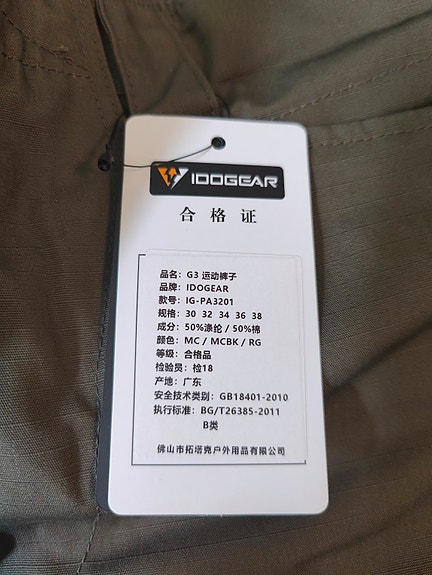 IDOGEAR
合格证
品名：G3 运动裤子
品牌：IDOGEAR
款号：IG-PA3201
规格：30 32 34 36 38
成分：50%涤纶 / 50%棉
颜色：MC / MCBK / RG
等级：合格品
检验员：检18
产地：广东
安全技术类别：GB18401-2010
执行标准：BG/T26385-2011
B类
佛山市拓塔克户外用品有限公司